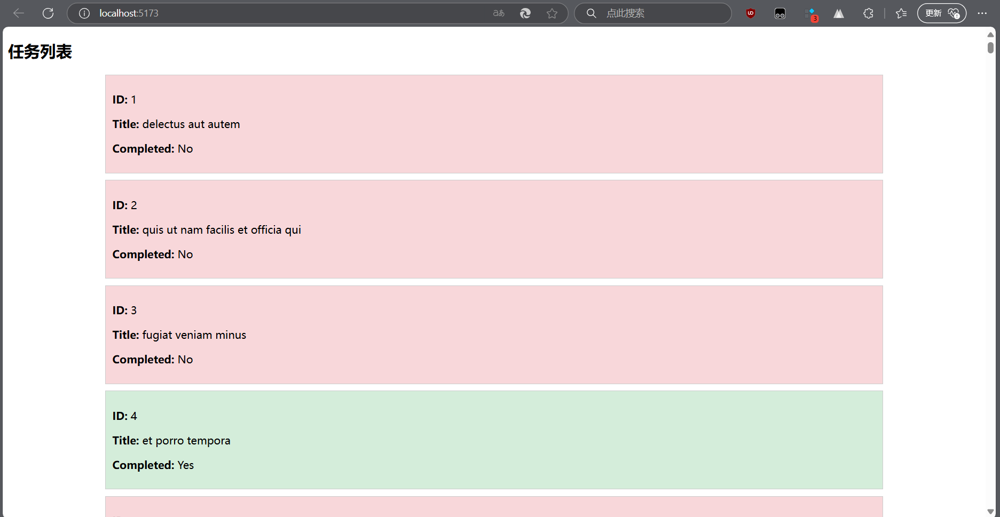 localhost:5173
点此搜索
3
更新
任务列表
ID: 1
Title: delectus aut autem
Completed: No
ID: 2
Title: quis ut nam facilis et officia qui
Completed: No
ID: 3
Title: fugiat veniam minus
Completed: No
ID: 4
Title: et porro tempora
Completed: Yes